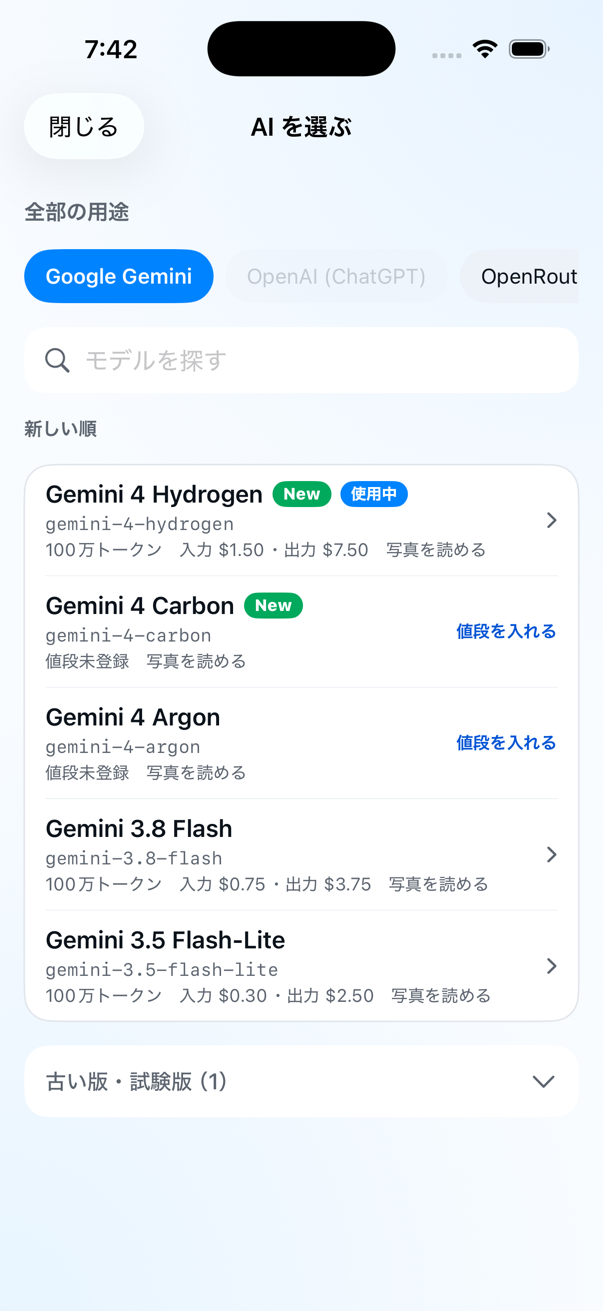 7:42
閉じる
AI を選ぶ
全部の用途
Google Gemini
OpenAI (ChatGPT)
OpenRout
モデルを探す
新しい順
Gemini 4 Hydrogen New 使用中
gemini-4-hydrogen
100万トークン 入力 $1.50・出力 $7.50 写真を読める
Gemini 4 Carbon New
gemini-4-carbon
値段を入れる
値段未登録 写真を読める
Gemini 4 Argon
gemini-4-argon
値段を入れる
値段未登録 写真を読める
Gemini 3.8 Flash
gemini-3.8-flash
100万トークン 入力 $0.75・出力 $3.75 写真を読める
Gemini 3.5 Flash-Lite
gemini-3.5-flash-lite
100万トークン 入力 $0.30・出力 $2.50 写真を読める
古い版・試験版 (1)